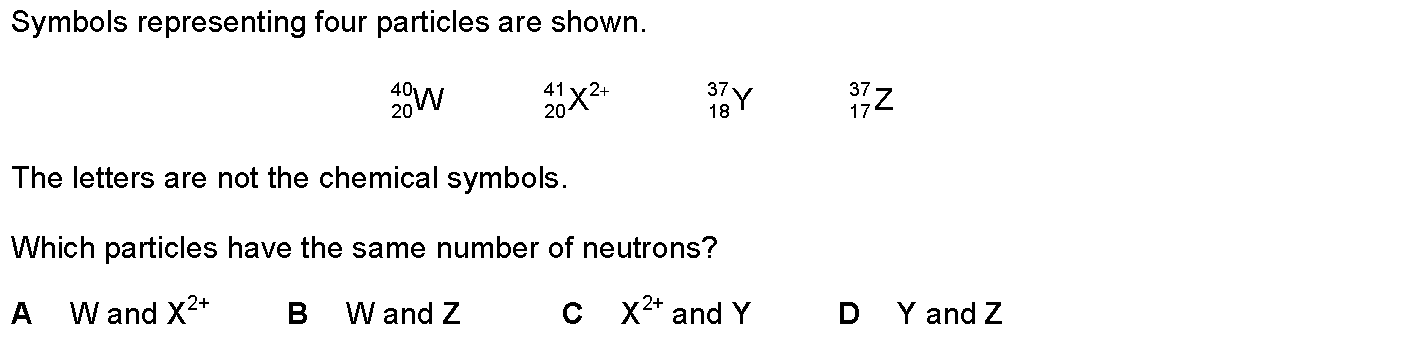 Symbols representing four particles are shown.
⁴⁰₂₀W ⁴¹₂₀X²⁺ ³⁷₁₈Y ³⁷₁₇Z
The letters are not the chemical symbols.
Which particles have the same number of neutrons?
A W and X²⁺ B W and Z C X²⁺ and Y D Y and Z